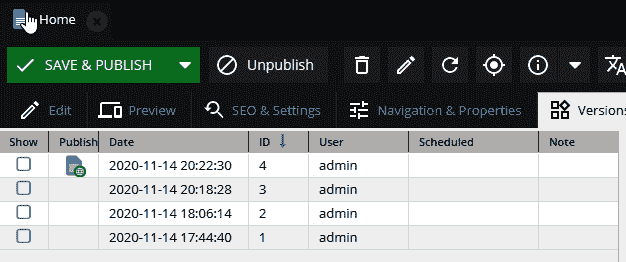 Home
SAVE & PUBLISH Unpublish
Edit Preview SEO & Settings Navigation & Properties Versions
Show Publish Date ID User Scheduled Note
2020-11-14 20:22:30 4 admin
2020-11-14 20:18:28 3 admin
2020-11-14 18:06:14 2 admin
2020-11-14 17:44:40 1 admin